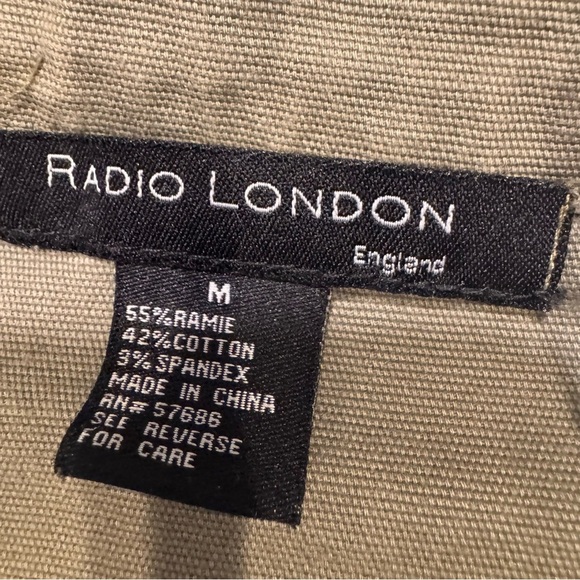 RADIO LONDON
England
M
55%RAMIE
42%COTTON
3%SPANDEX
MADE IN CHINA
RN# 57686
SEE REVERSE
FOR CARE